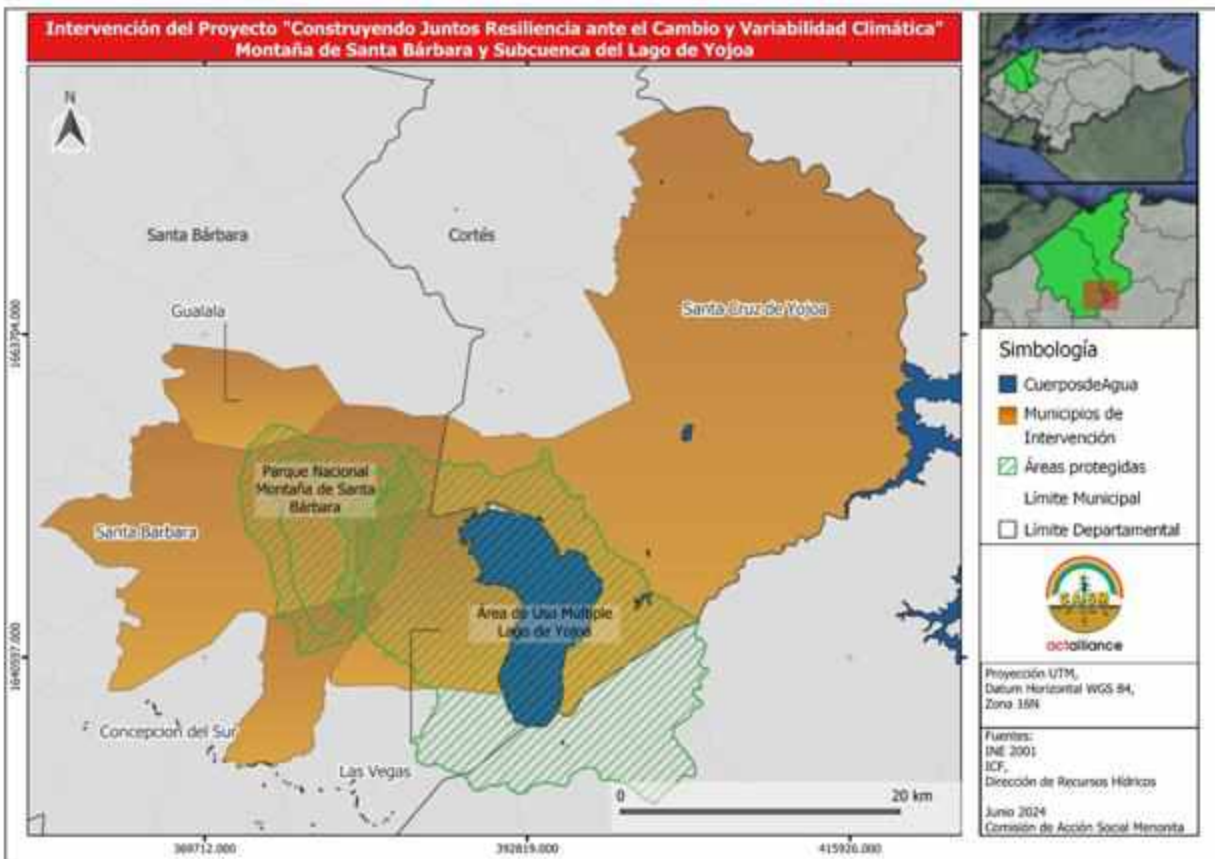 Intervención del Proyecto "Construyendo Juntos Resiliencia ante el Cambio y Variabilidad Climática"
Montaña de Santa Bárbara y Subcuenca del Lago de Yojoa
N
Santa Bárbara
Cortés
Gualala
Santa Cruz de Yojoa
Parque Nacional
Montaña de Santa
Bárbara
Santa Barbara
Área de Uso Múltiple
Lago de Yojoa
Concepcion del Sur
Las Vegas
0 20 km
1663704.000
1640597.000
369712.000
392819.000
415926.000
Simbología
CuerposdeAgua
Municipios de
Intervención
Áreas protegidas
Límite Municipal
Límite Departamental
actalliance
Proyección UTM,
Datum Horizontal WGS 84,
Zona 16N
Fuentes:
INE 2001
ICF,
Dirección de Recursos Hídricos
Junio 2024
Comisión de Acción Social Menonita